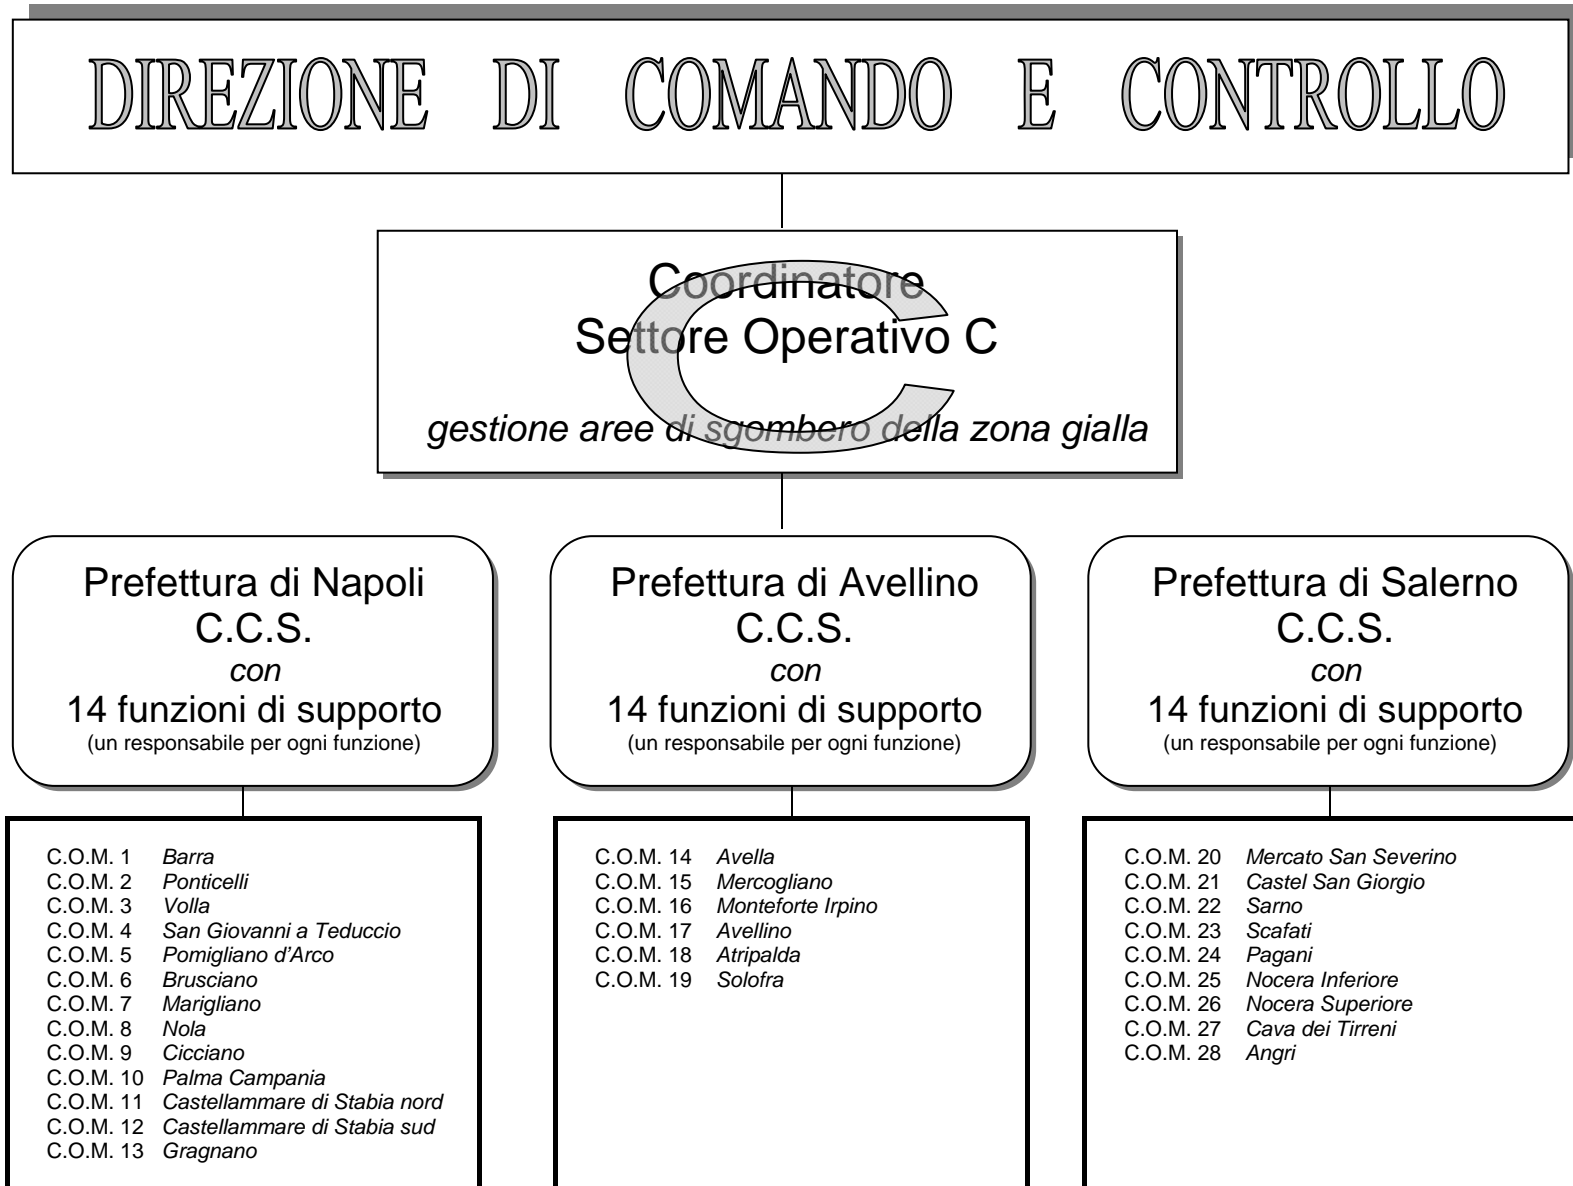 DIREZIONE DI COMANDO E CONTROLLO
C
Coordinatore
Settore Operativo C
gestione aree di sgombero della zona gialla
Prefettura di Napoli
C.C.S.
con
14 funzioni di supporto
(un responsabile per ogni funzione)
Prefettura di Avellino
C.C.S.
con
14 funzioni di supporto
(un responsabile per ogni funzione)
Prefettura di Salerno
C.C.S.
con
14 funzioni di supporto
(un responsabile per ogni funzione)
C.O.M. 1 Barra
C.O.M. 2 Ponticelli
C.O.M. 3 Volla
C.O.M. 4 San Giovanni a Teduccio
C.O.M. 5 Pomigliano d'Arco
C.O.M. 6 Brusciano
C.O.M. 7 Marigliano
C.O.M. 8 Nola
C.O.M. 9 Cicciano
C.O.M. 10 Palma Campania
C.O.M. 11 Castellammare di Stabia nord
C.O.M. 12 Castellammare di Stabia sud
C.O.M. 13 Gragnano
C.O.M. 14 Avella
C.O.M. 15 Mercogliano
C.O.M. 16 Monteforte Irpino
C.O.M. 17 Avellino
C.O.M. 18 Atripalda
C.O.M. 19 Solofra
C.O.M. 20 Mercato San Severino
C.O.M. 21 Castel San Giorgio
C.O.M. 22 Sarno
C.O.M. 23 Scafati
C.O.M. 24 Pagani
C.O.M. 25 Nocera Inferiore
C.O.M. 26 Nocera Superiore
C.O.M. 27 Cava dei Tirreni
C.O.M. 28 Angri